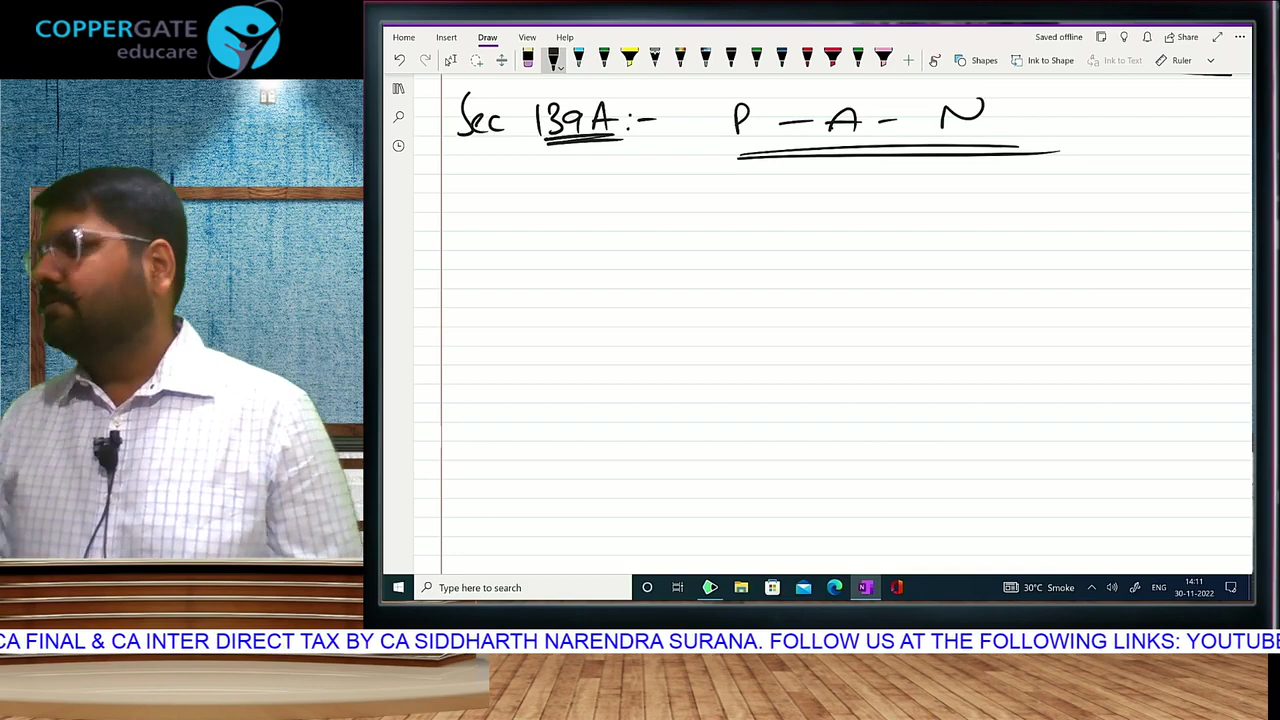 COPPERGATE
educare
Home Insert Draw View Help
Saved offline
Share
Shapes
Ink to Shape
Ink to Text
Ruler
Sec 139A :- P - A - N
Type here to search
30°C Smoke
ENG
14:11
30-11-2022
CA FINAL & CA INTER DIRECT TAX BY CA SIDDHARTH NARENDRA SURANA. FOLLOW US AT THE FOLLOWING LINKS: YOUTUBE